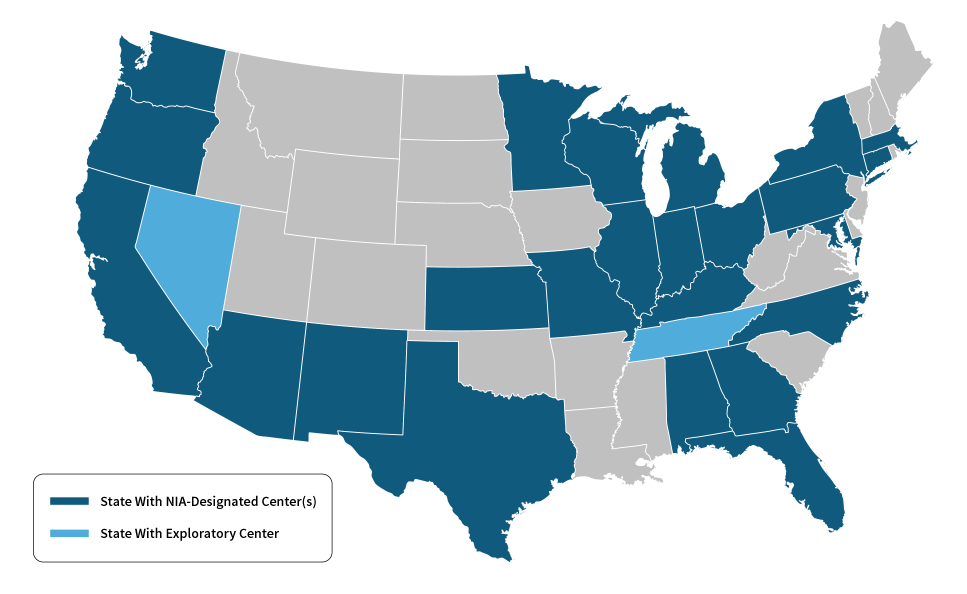 State With NIA-Designated Center(s)
State With Exploratory Center